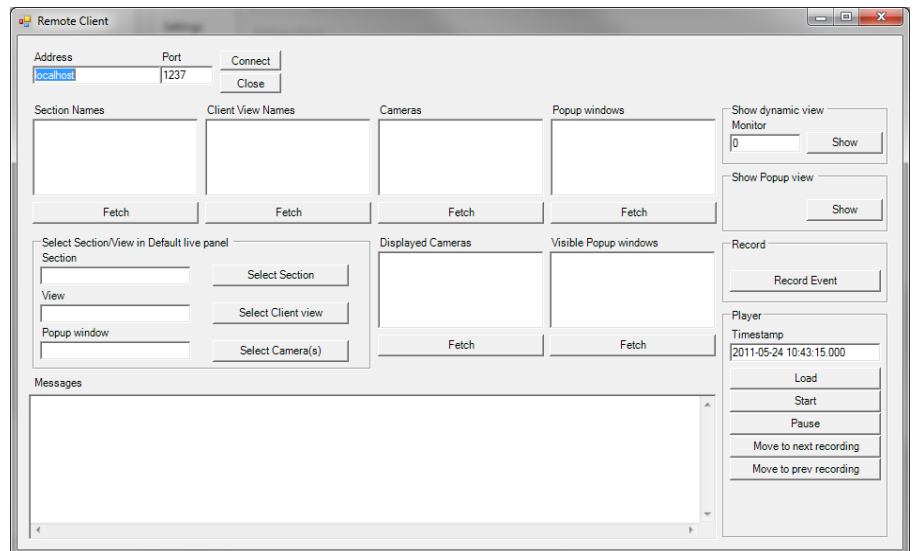 Remote Client
Settings
Address Port
localhost 1237 Connect
Close
Section Names Client View Names Cameras Popup windows
Fetch Fetch Fetch Fetch
Show dynamic view
Monitor
0 Show
Show Popup view
Show
Select Section/View in Default live panel
Section
Select Section
View
Select Client view
Popup window
Select Camera(s)
Displayed Cameras Visible Popup windows
Fetch Fetch
Record
Record Event
Player
Timestamp
2011-05-24 10:43:15.000
Load
Start
Pause
Move to next recording
Move to prev recording
Messages